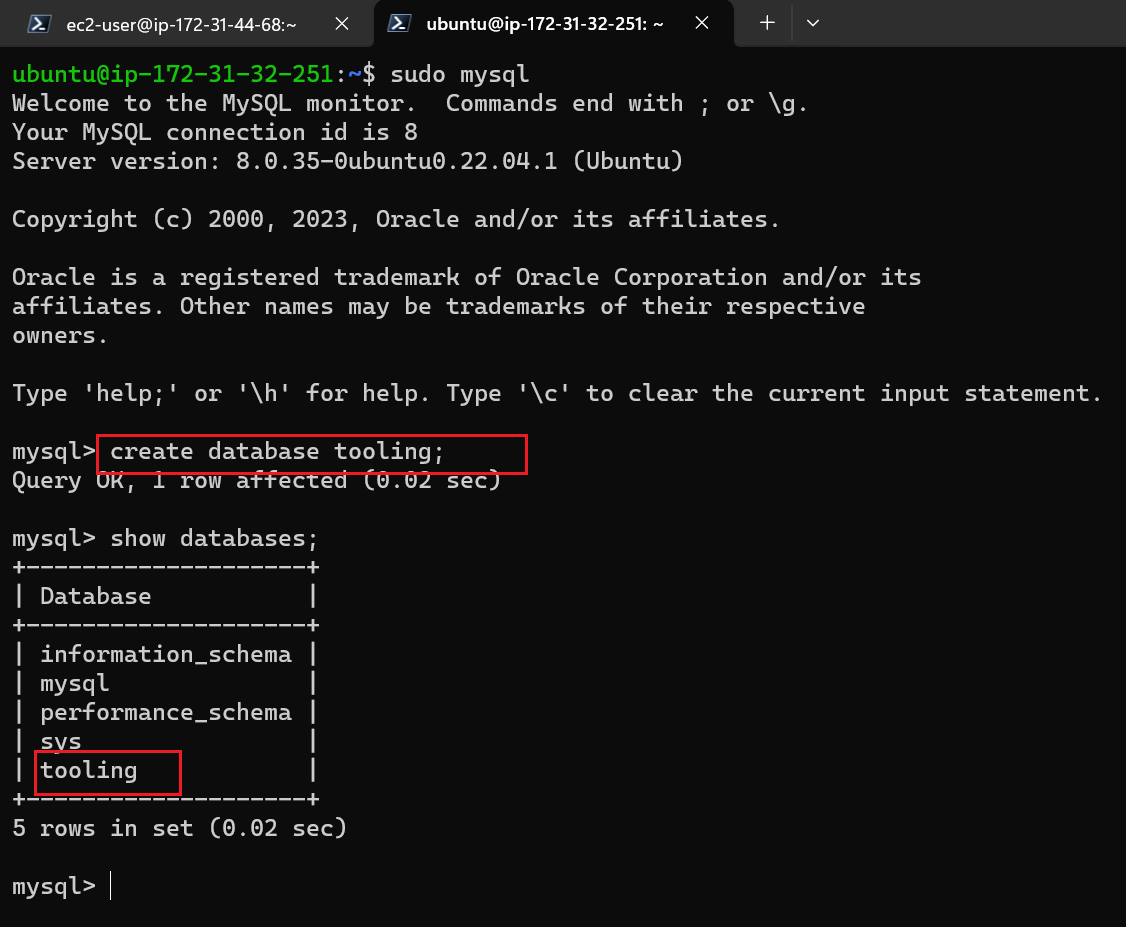 ec2-user@ip-172-31-44-68:~
ubuntu@ip-172-31-32-251: ~
ubuntu@ip-172-31-32-251:~$ sudo mysql
Welcome to the MySQL monitor.  Commands end with ; or \g.
Your MySQL connection id is 8
Server version: 8.0.35-0ubuntu0.22.04.1 (Ubuntu)
Copyright (c) 2000, 2023, Oracle and/or its affiliates.
Oracle is a registered trademark of Oracle Corporation and/or its
affiliates. Other names may be trademarks of their respective
owners.
Type 'help;' or '\h' for help. Type '\c' to clear the current input statement.
mysql> create database tooling;
Query OK, 1 row affected (0.02 sec)
mysql> show databases;
+--------------------+
| Database           |
+--------------------+
| information_schema |
| mysql              |
| performance_schema |
| sys                |
| tooling            |
+--------------------+
5 rows in set (0.02 sec)
mysql>